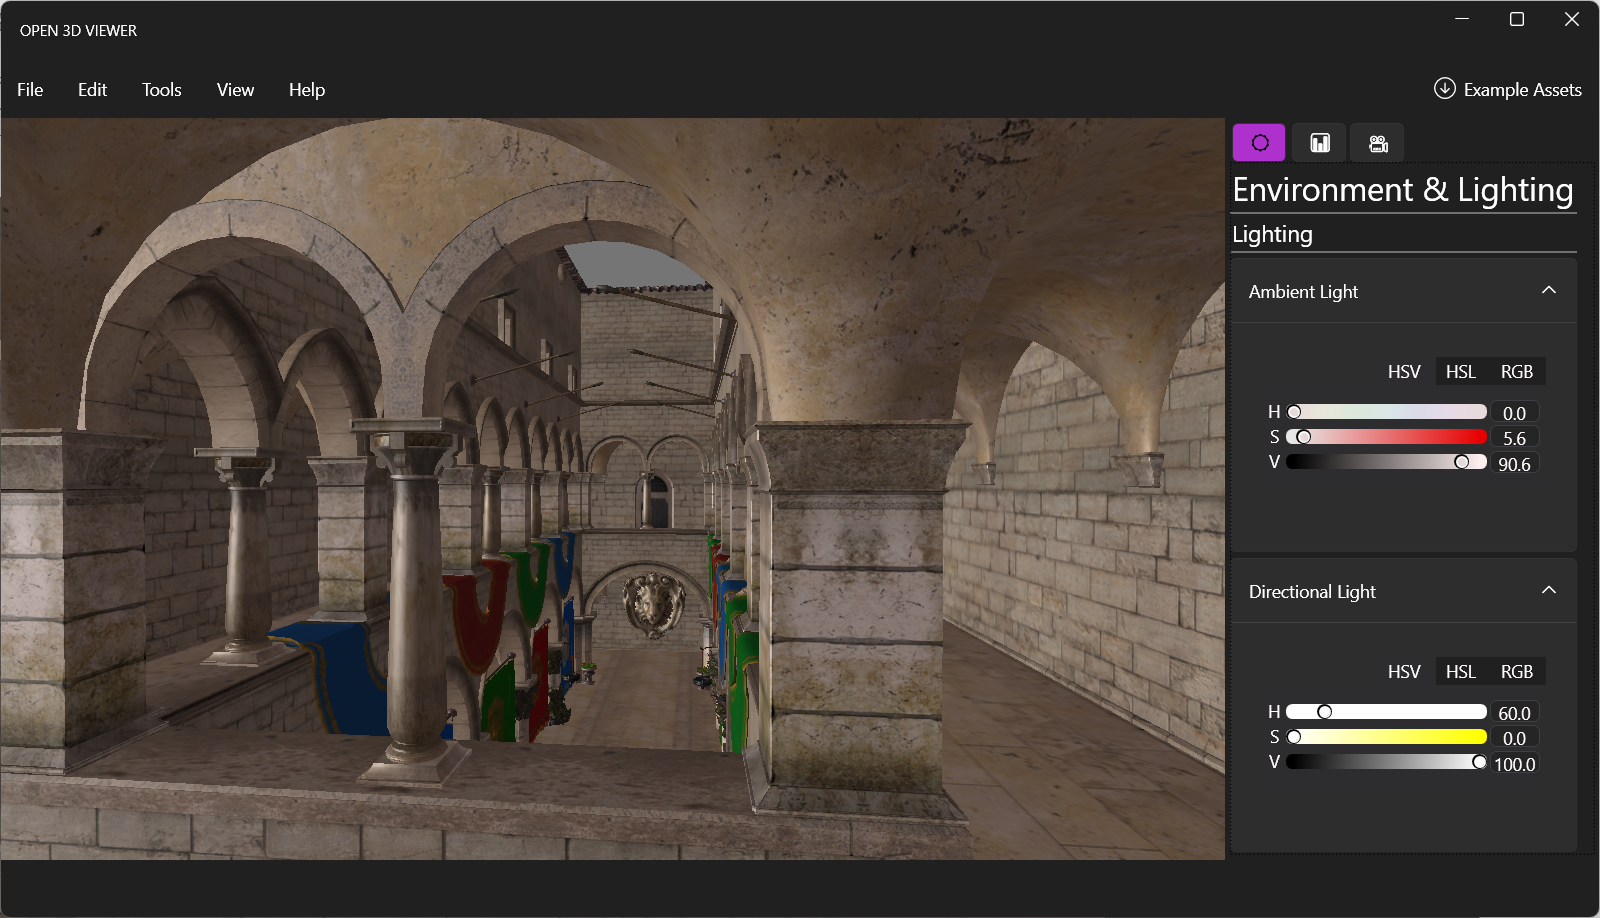 OPEN 3D VIEWER
File Edit Tools View Help
Example Assets
Environment & Lighting
Lighting
Ambient Light
HSV HSL RGB
H 0.0
S 5.6
V 90.6
Directional Light
HSV HSL RGB
H 60.0
S 0.0
V 100.0